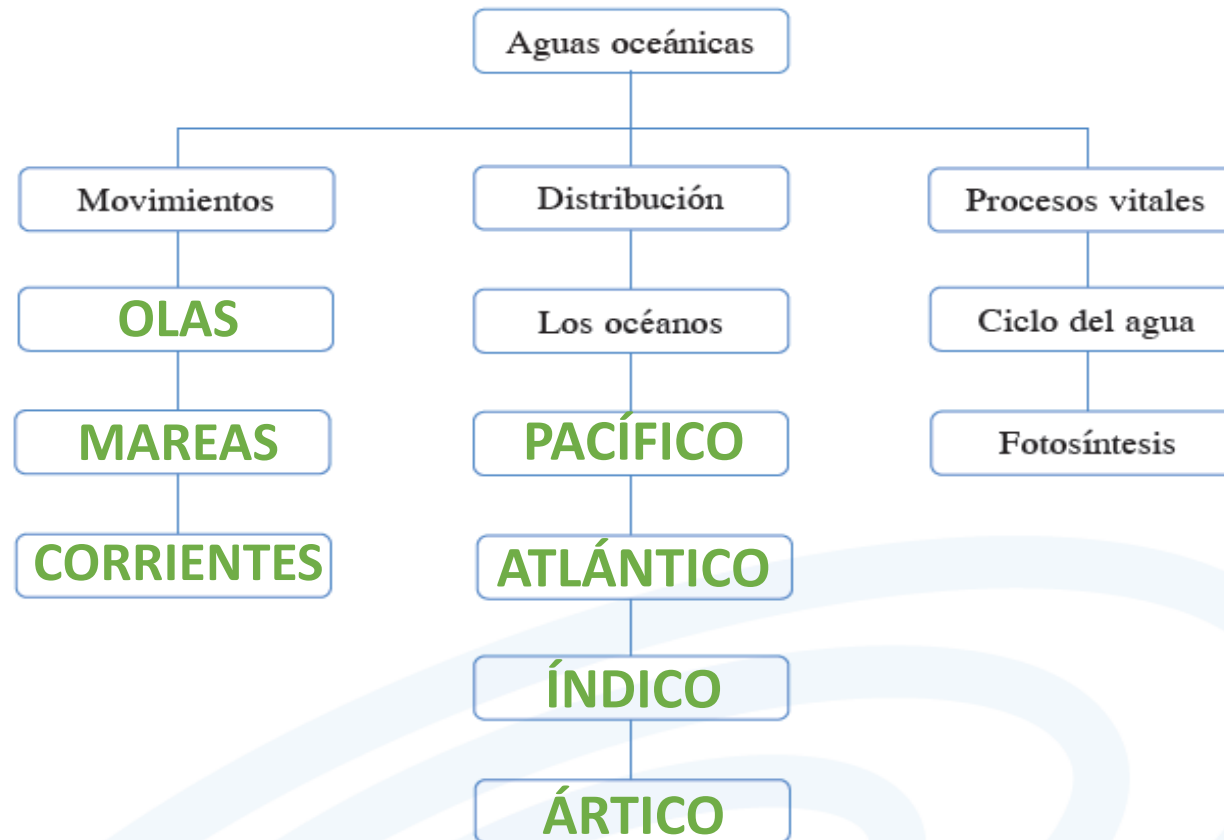 Aguas oceánicas
Movimientos
Distribución
Procesos vitales
OLAS
Los océanos
Ciclo del agua
MAREAS
PACÍFICO
Fotosíntesis
CORRIENTES
ATLÁNTICO
ÍNDICO
ÁRTICO